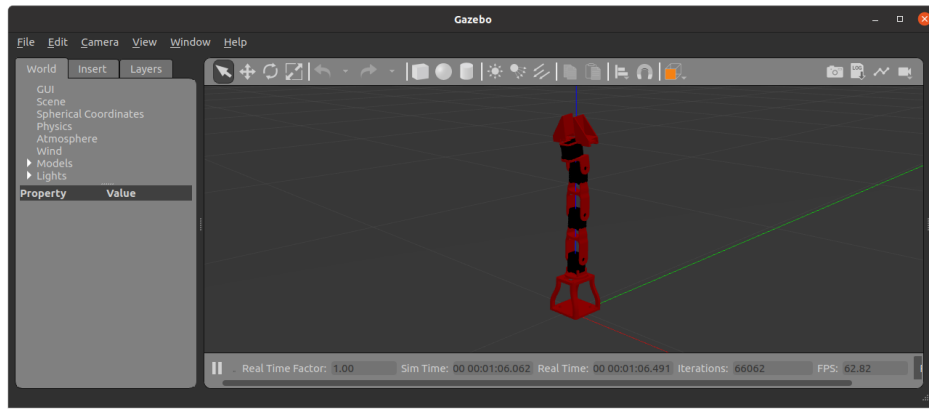 Gazebo
File Edit Camera View Window Help
World Insert Layers
GUI
Scene
Spherical Coordinates
Physics
Atmosphere
Wind
Models
Lights
Property Value
LOG
Real Time Factor: 1.00 Sim Time: 00 00:01:06.062 Real Time: 00 00:01:06.491 Iterations: 66062 FPS: 62.82